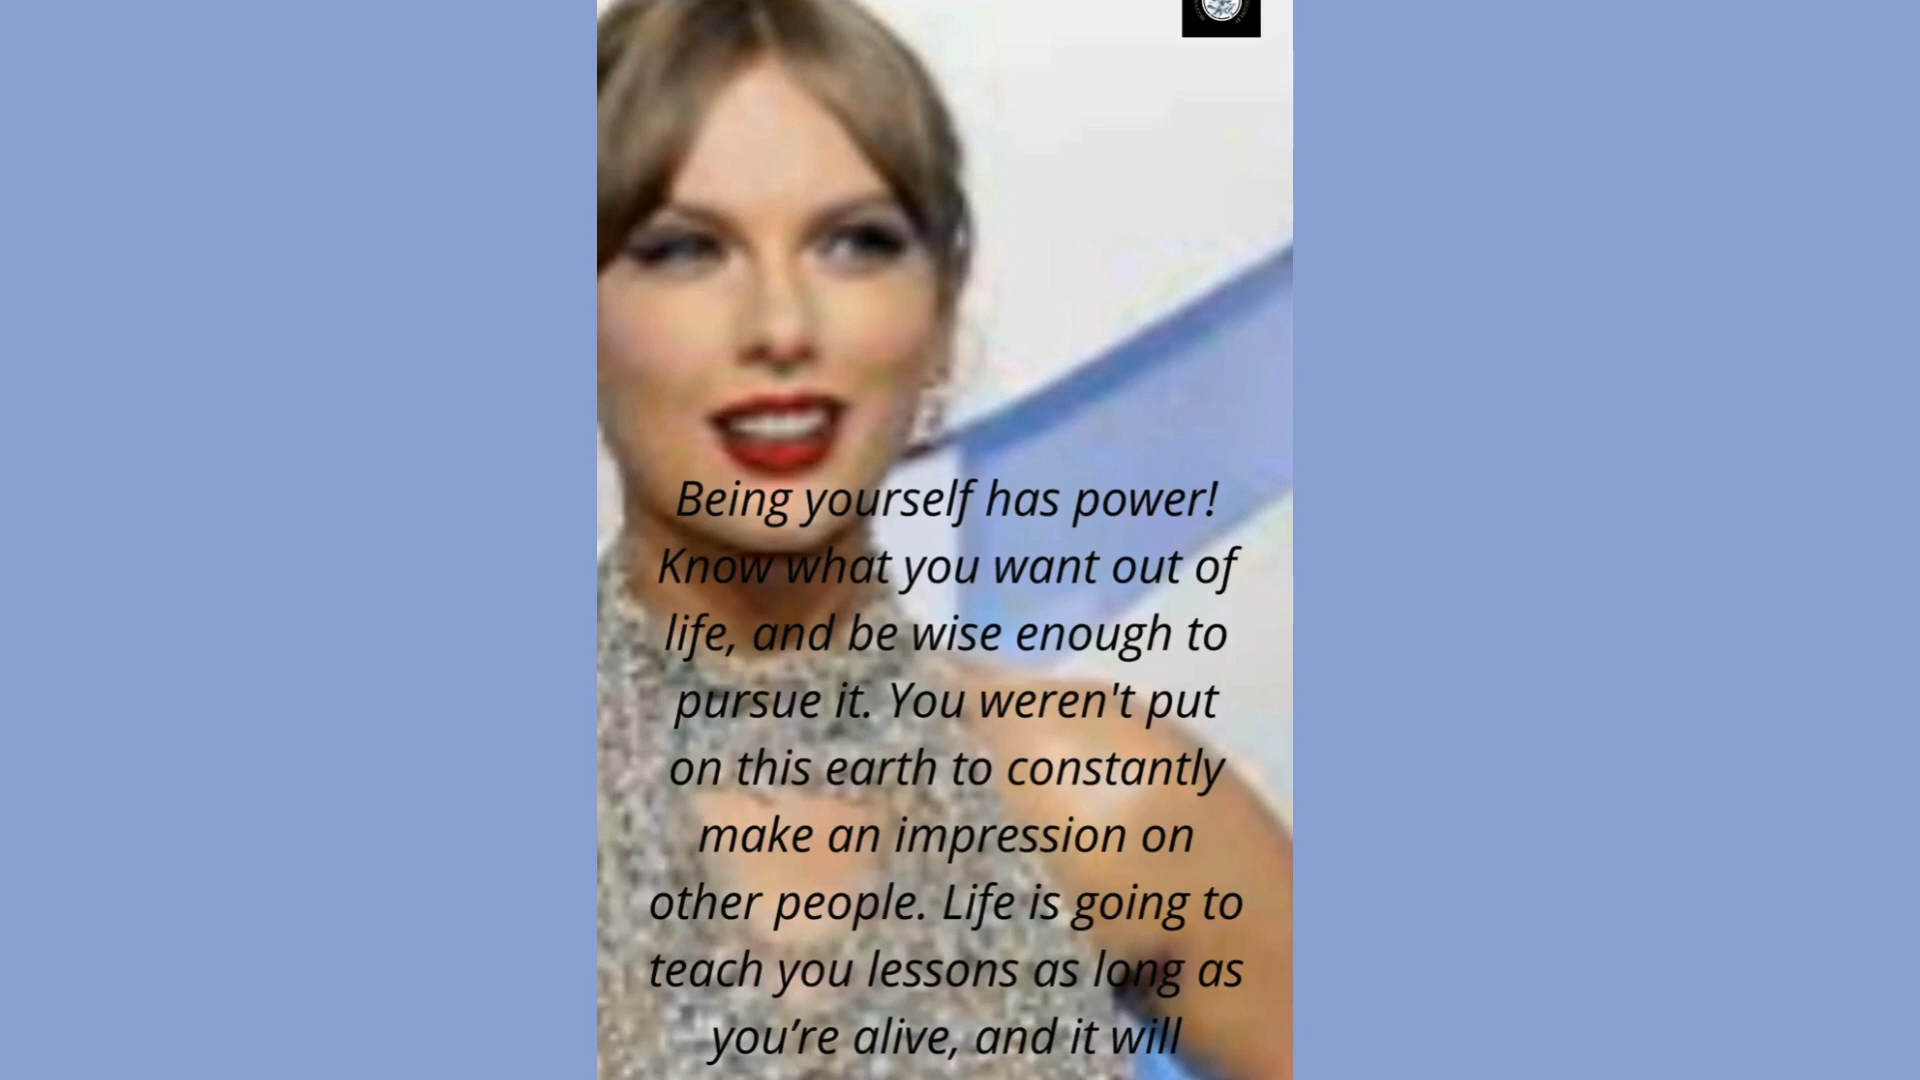 Being yourself has power!
Know what you want out of
life, and be wise enough to
pursue it. You weren't put
on this earth to constantly
make an impression on
other people. Life is going to
teach you lessons as long as
you’re alive, and it will